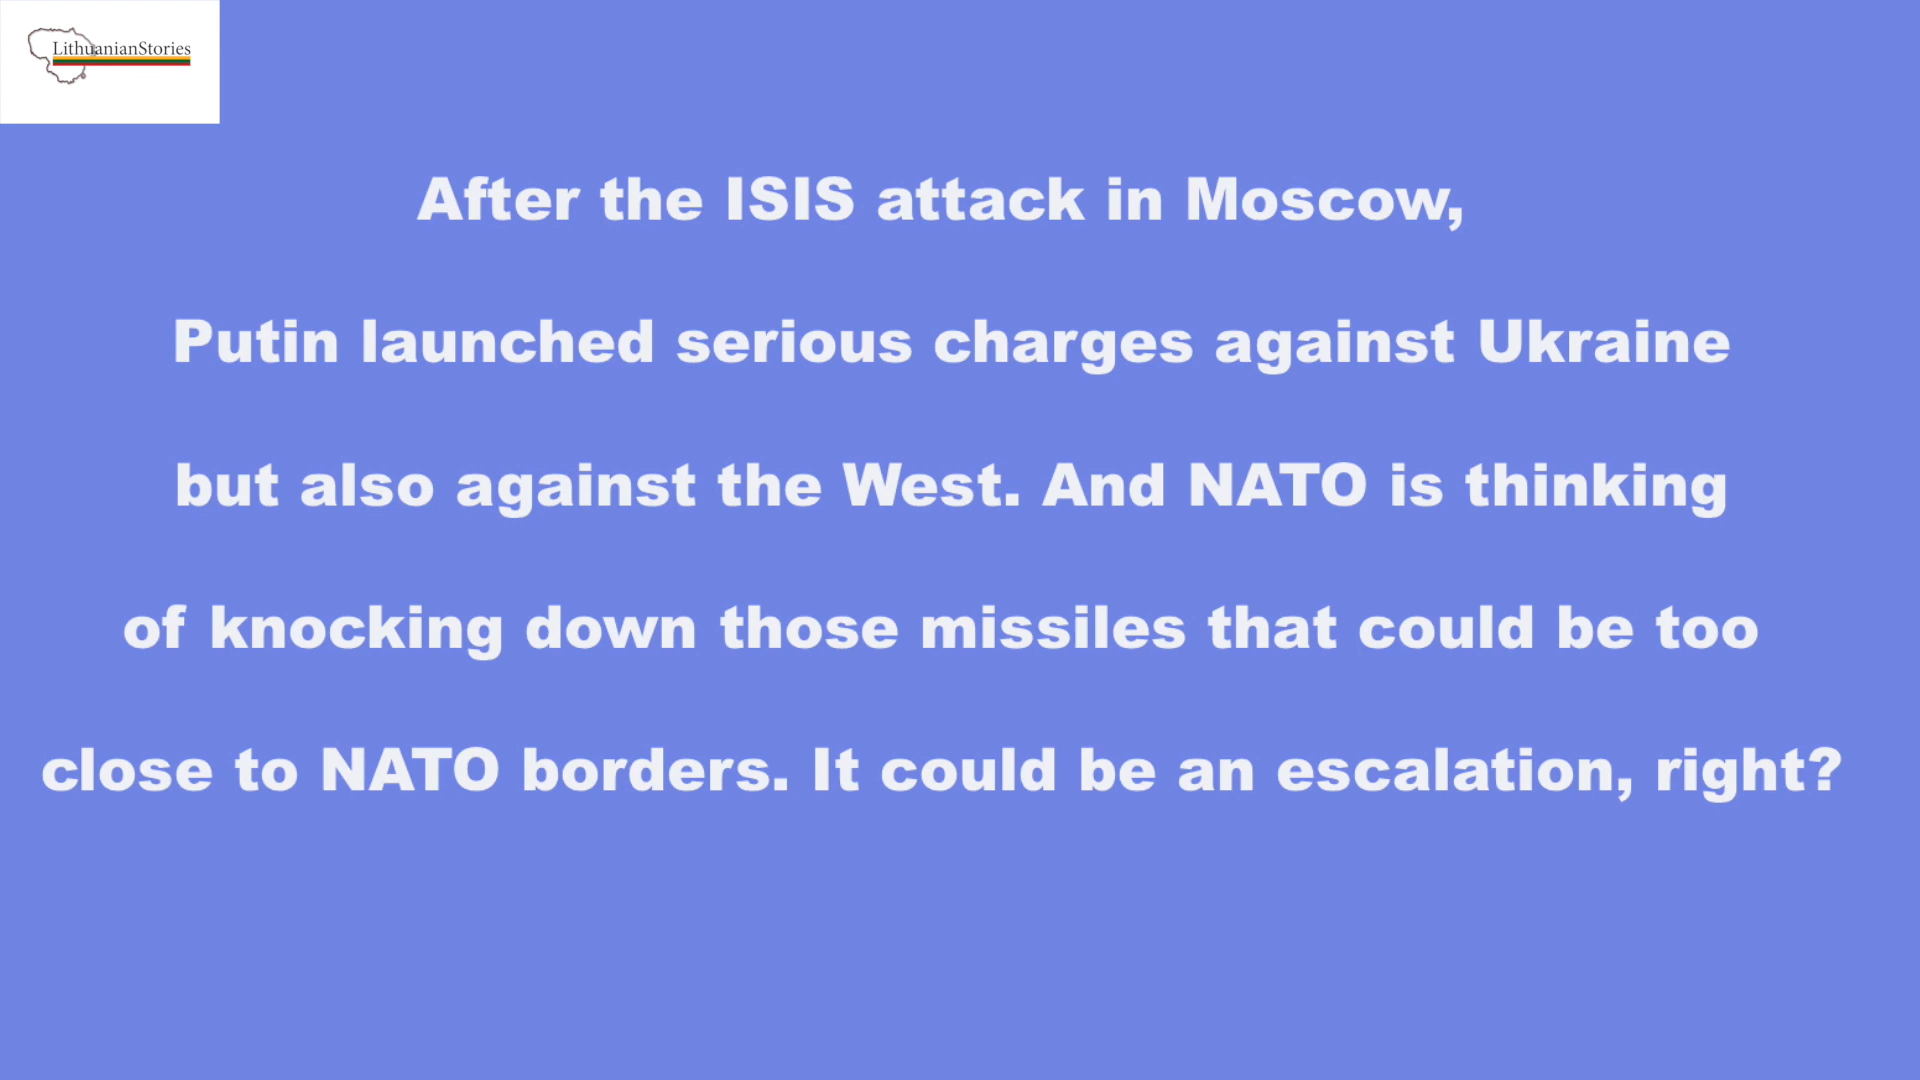 LithuanianStories
After the ISIS attack in Moscow,
Putin launched serious charges against Ukraine
but also against the West. And NATO is thinking
of knocking down those missiles that could be too
close to NATO borders. It could be an escalation, right?